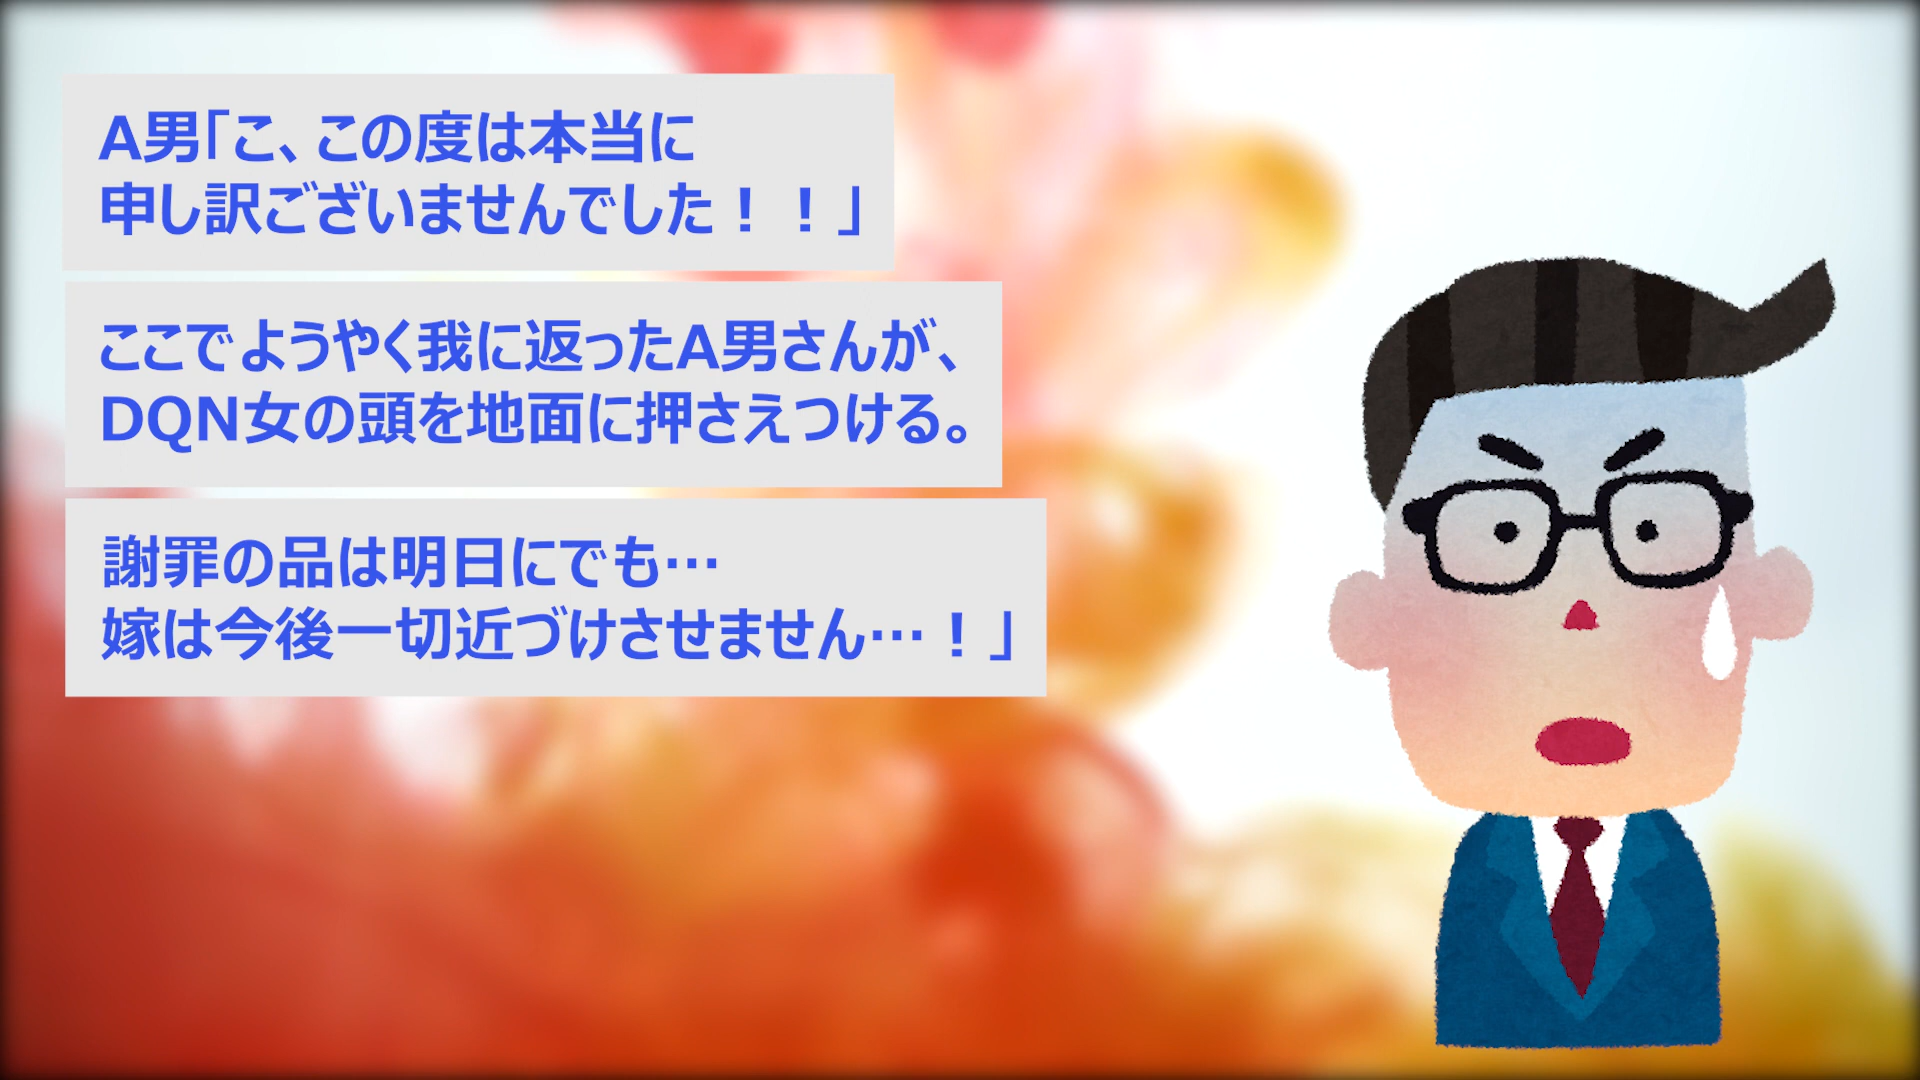 A男「こ、この度は本当に
申し訳ございませんでした！！」
ここでようやく我に返ったA男さんが、
DQN女の頭を地面に押さえつける。
謝罪の品は明日にでも…
嫁は今後一切近づけさせません…！」